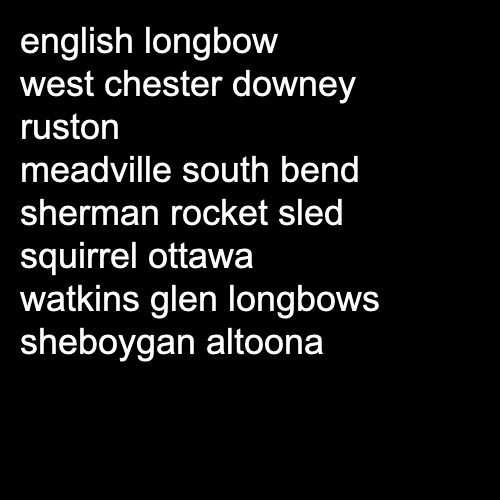 english longbow
west chester downey
ruston
meadville south bend
sherman rocket sled
squirrel ottawa
watkins glen longbows
sheboygan altoona